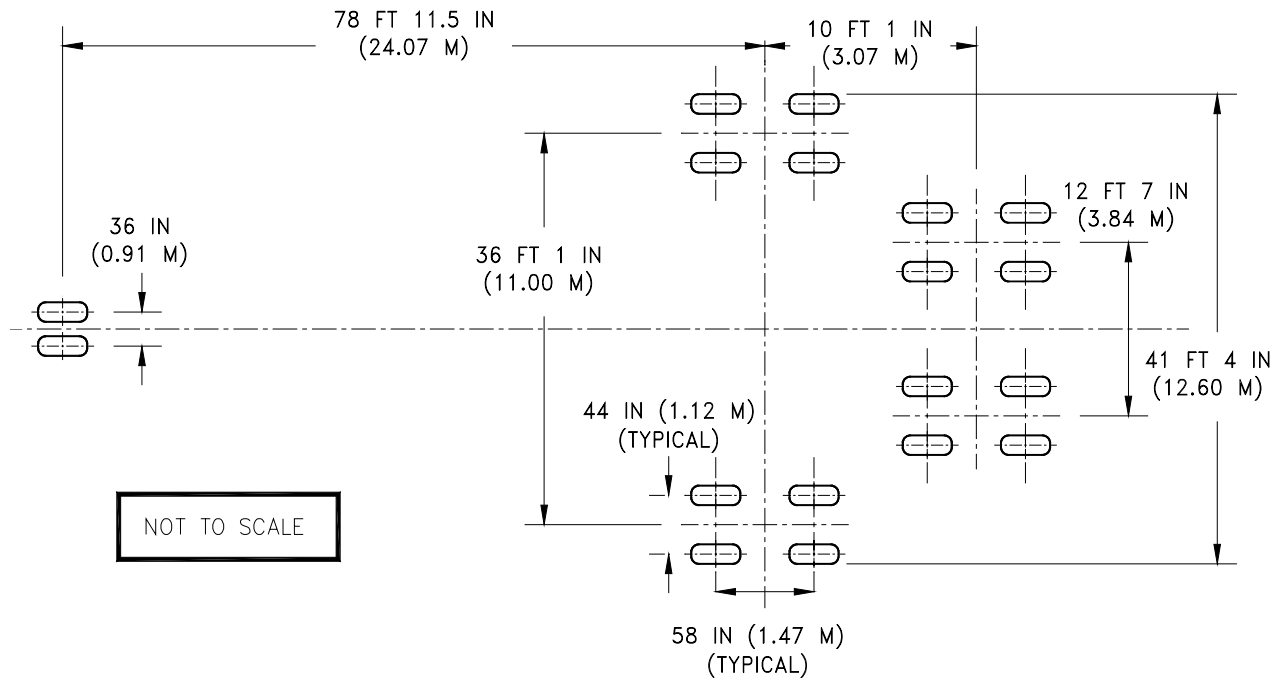 78 FT 11.5 IN
(24.07 M)
10 FT 1 IN
(3.07 M)
36 IN
(0.91 M)
36 FT 1 IN
(11.00 M)
12 FT 7 IN
(3.84 M)
41 FT 4 IN
(12.60 M)
44 IN (1.12 M)
(TYPICAL)
NOT TO SCALE
58 IN (1.47 M)
(TYPICAL)